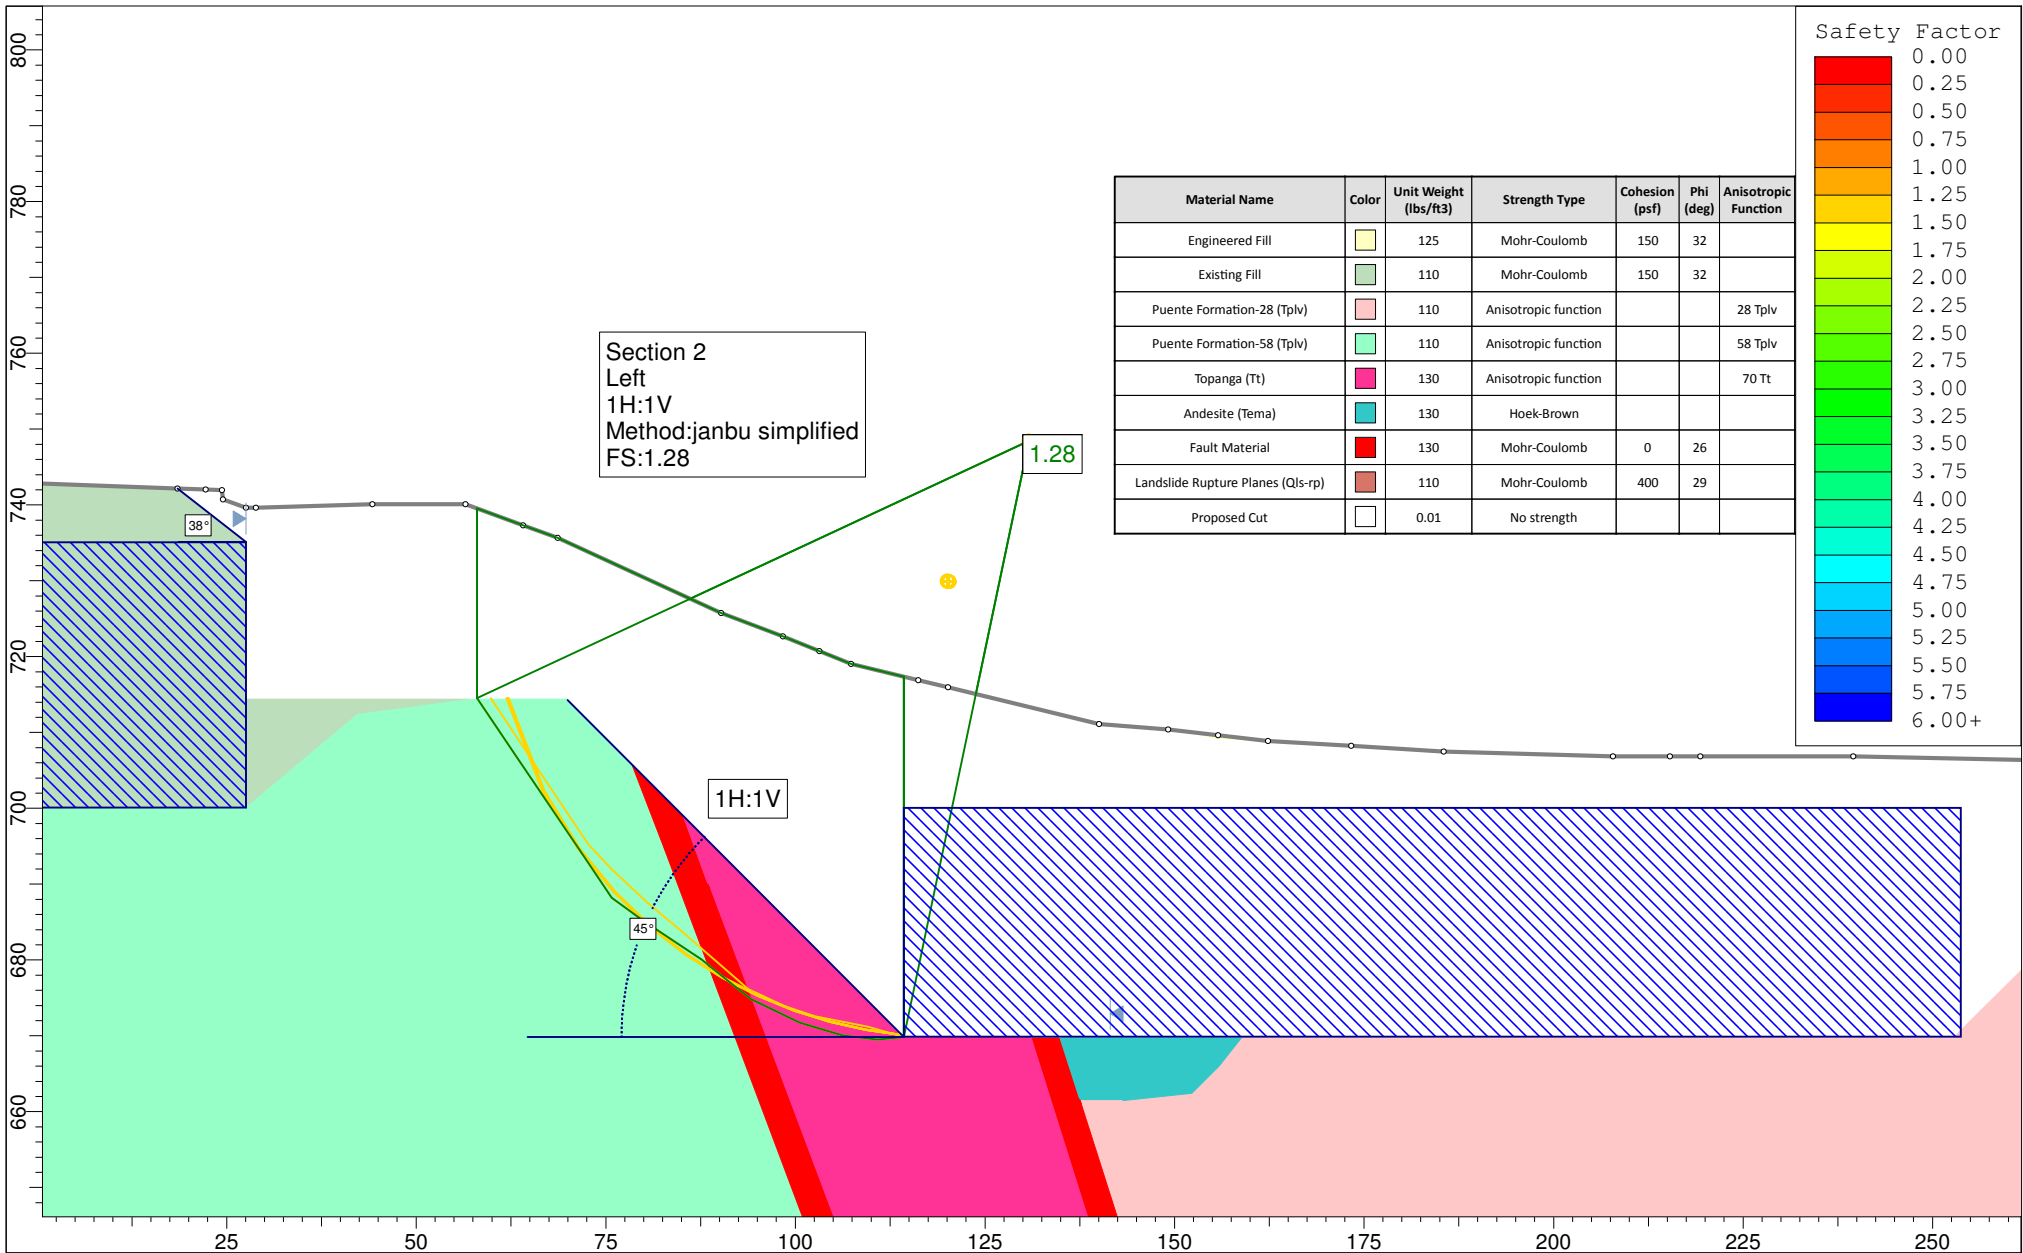 Safety Factor
0.00
0.25
0.50
0.75
1.00
1.25
1.50
1.75
2.00
2.25
2.50
2.75
3.00
3.25
3.50
3.75
4.00
4.25
4.50
4.75
5.00
5.25
5.50
5.75
6.00+
Material Name Color Unit Weight (lbs/ft3) Strength Type Cohesion (psf) Phi (deg) Anisotropic Function
Engineered Fill 125 Mohr-Coulomb 150 32
Existing Fill 110 Mohr-Coulomb 150 32
Puente Formation-28 (Tplv) 110 Anisotropic function 28 Tplv
Puente Formation-58 (Tplv) 110 Anisotropic function 58 Tplv
Topanga (Tt) 130 Anisotropic function 70 Tt
Andesite (Tema) 130 Hoek-Brown
Fault Material 130 Mohr-Coulomb 0 26
Landslide Rupture Planes (Qls-rp) 110 Mohr-Coulomb 400 29
Proposed Cut 0.01 No strength
Section 2
Left
1H:1V
Method:janbu simplified
FS:1.28
1.28
38°
1H:1V
45°
800
780
760
740
720
700
680
660
25 50 75 100 125 150 175 200 225 250